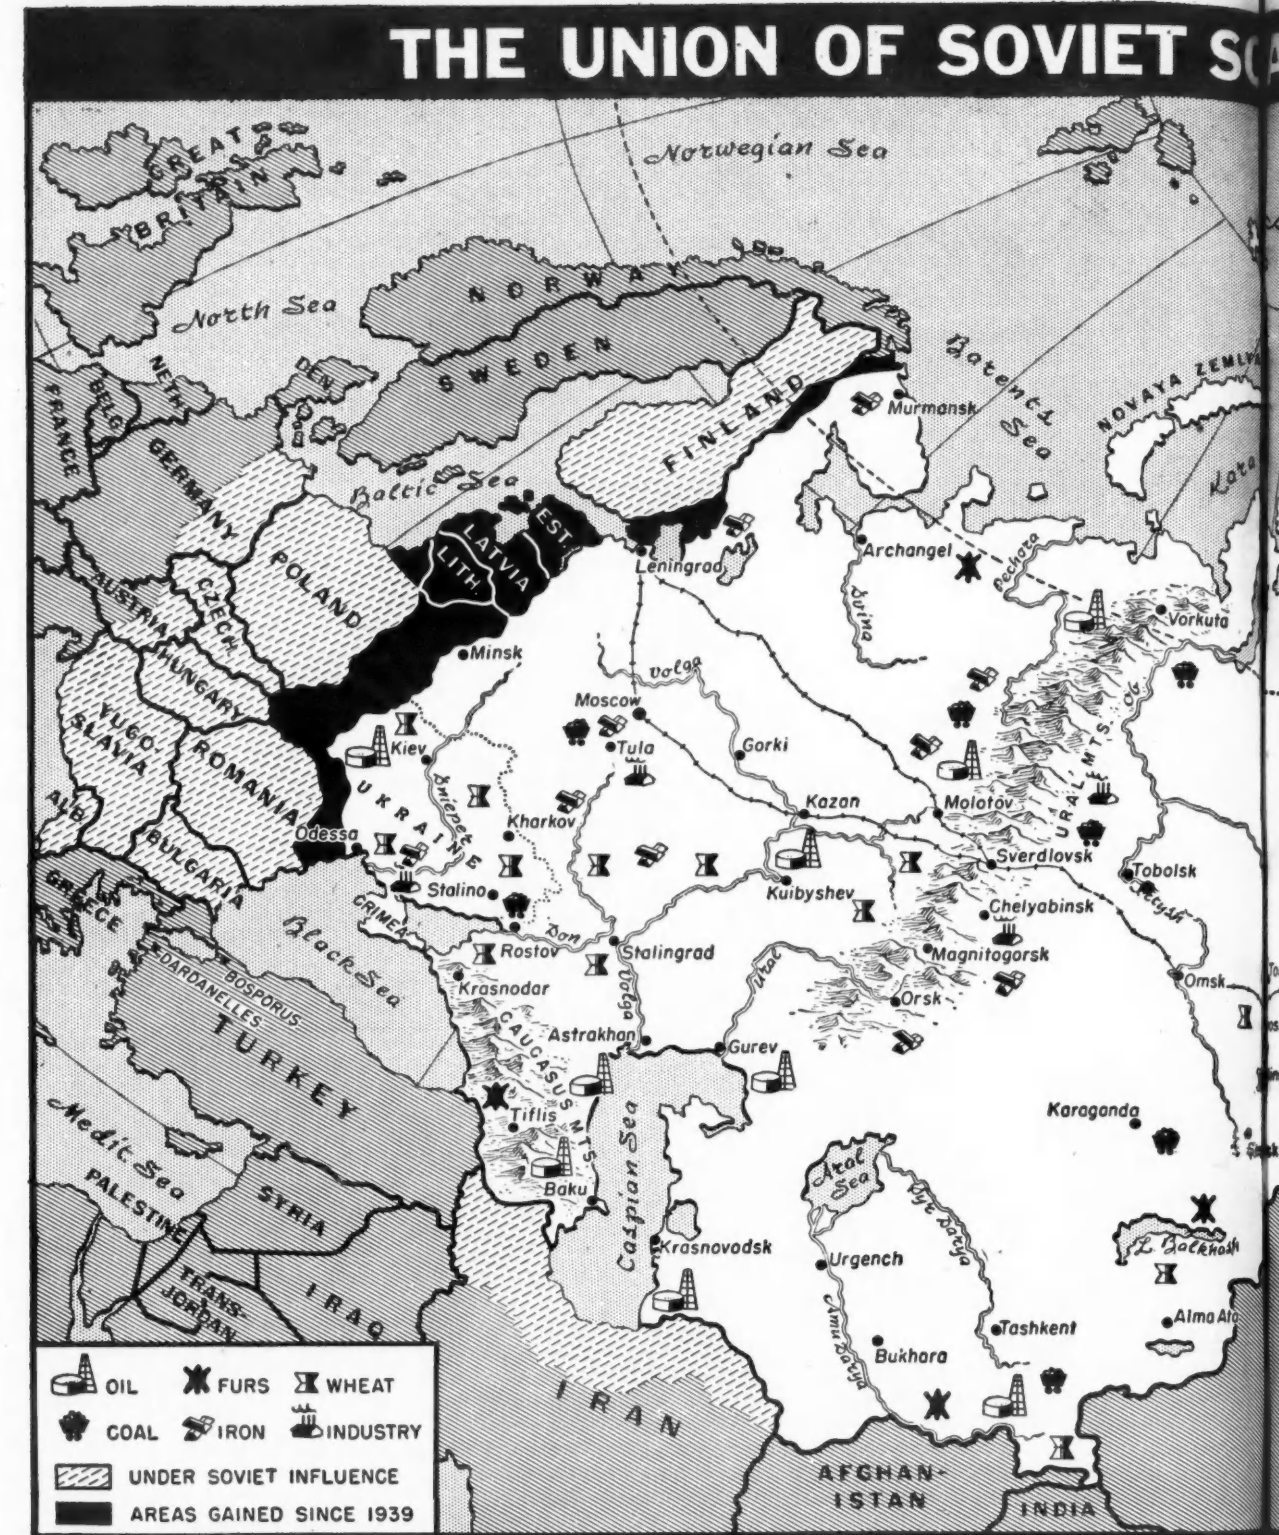 THE UNION OF SOVIET
GREAT
BRITAIN
Norwegian Sea
North Sea
NORWAY
SWEDEN
FINLAND
Barents
Sea
NOVAYA ZEMLYA
Kara
Murmansk
FRANCE
BELG.
NETH.
DEN.
GERMANY
Baltic Sea
EST.
LATVIA
LITH.
Leningrad
Archangel
Pechora
Dvina
Vorkuta
POLAND
CZECH.
AUSTRIA
HUNGARY
Minsk
Volga
Moscow
Tula
Gorki
Ob
URAL MTS.
YUGO-
SLAVIA
ROMANIA
ALB.
BULGARIA
GREECE
Kiev
UKRAINE
Dnieper
Kharkov
Odessa
Stalino
CRIMEA
Kazan
Molotov
Sverdlovsk
Kuibyshev
Tobolsk
Irtysh
Chelyabinsk
Magnitogorsk
Omsk
Black Sea
Rostov
Don
Stalingrad
Volga
Ural
Orsk
Krasnodar
BOSPORUS
DARDANELLES
TURKEY
CAUCASUS MTS.
Astrakhan
Gurev
Tiflis
Baku
Caspian Sea
Karaganda
Aral
Sea
Syr Darya
Medit. Sea
PALESTINE
SYRIA
TRANS-
JORDAN
IRAQ
Krasnovodsk
Urgench
Amu Darya
Bukhara
Tashkent
L. Balkhash
Alma Ata
IRAN
AFGHAN-
ISTAN
INDIA
OIL
FURS
WHEAT
COAL
IRON
INDUSTRY
UNDER SOVIET INFLUENCE
AREAS GAINED SINCE 1939